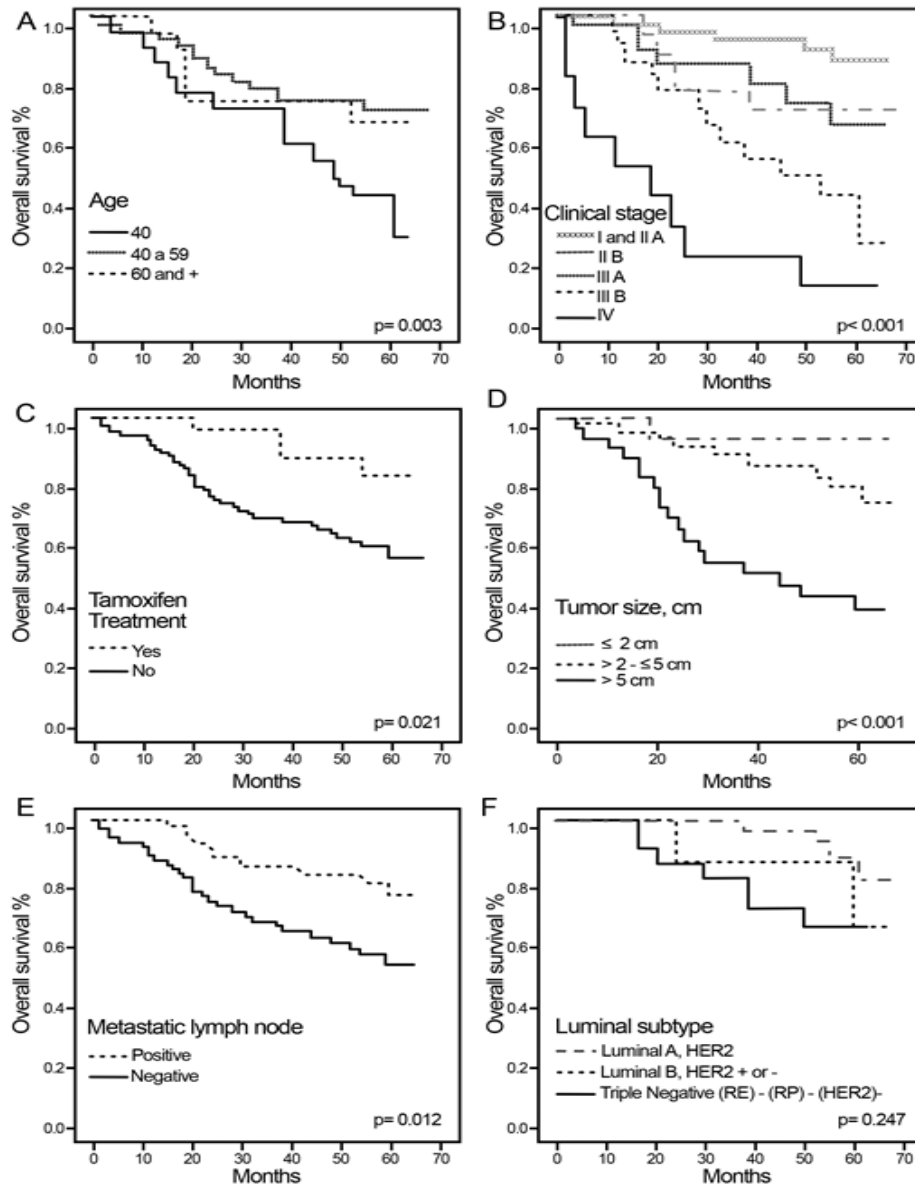 A
Overall survival %
1.0
0.8
0.6
0.4
0.2
0.0
Age
40
40 a 59
60 and +
p= 0.003
0 10 20 30 40 50 60 70
Months
B
Overall survival %
1.0
0.8
0.6
0.4
0.2
0.0
Clinical stage
I and II A
II B
III A
III B
IV
p< 0.001
0 10 20 30 40 50 60 70
Months
C
Overall survival %
1.0
0.8
0.6
0.4
0.2
0.0
Tamoxifen
Treatment
Yes
No
p= 0.021
0 10 20 30 40 50 60 70
Months
D
Overall survival %
1.0
0.8
0.6
0.4
0.2
0.0
Tumor size, cm
≤ 2 cm
> 2 - ≤ 5 cm
> 5 cm
p< 0.001
0 20 40 60
Months
E
Overall survival %
1.0
0.8
0.6
0.4
0.2
0.0
Metastatic lymph node
Positive
Negative
p= 0.012
0 10 20 30 40 50 60 70
Months
F
Overall survival %
1.0
0.8
0.6
0.4
0.2
0.0
Luminal subtype
Luminal A, HER2
Luminal B, HER2 + or -
Triple Negative (RE) - (RP) - (HER2)-
p= 0.247
0 10 20 30 40 50 60 70
Months